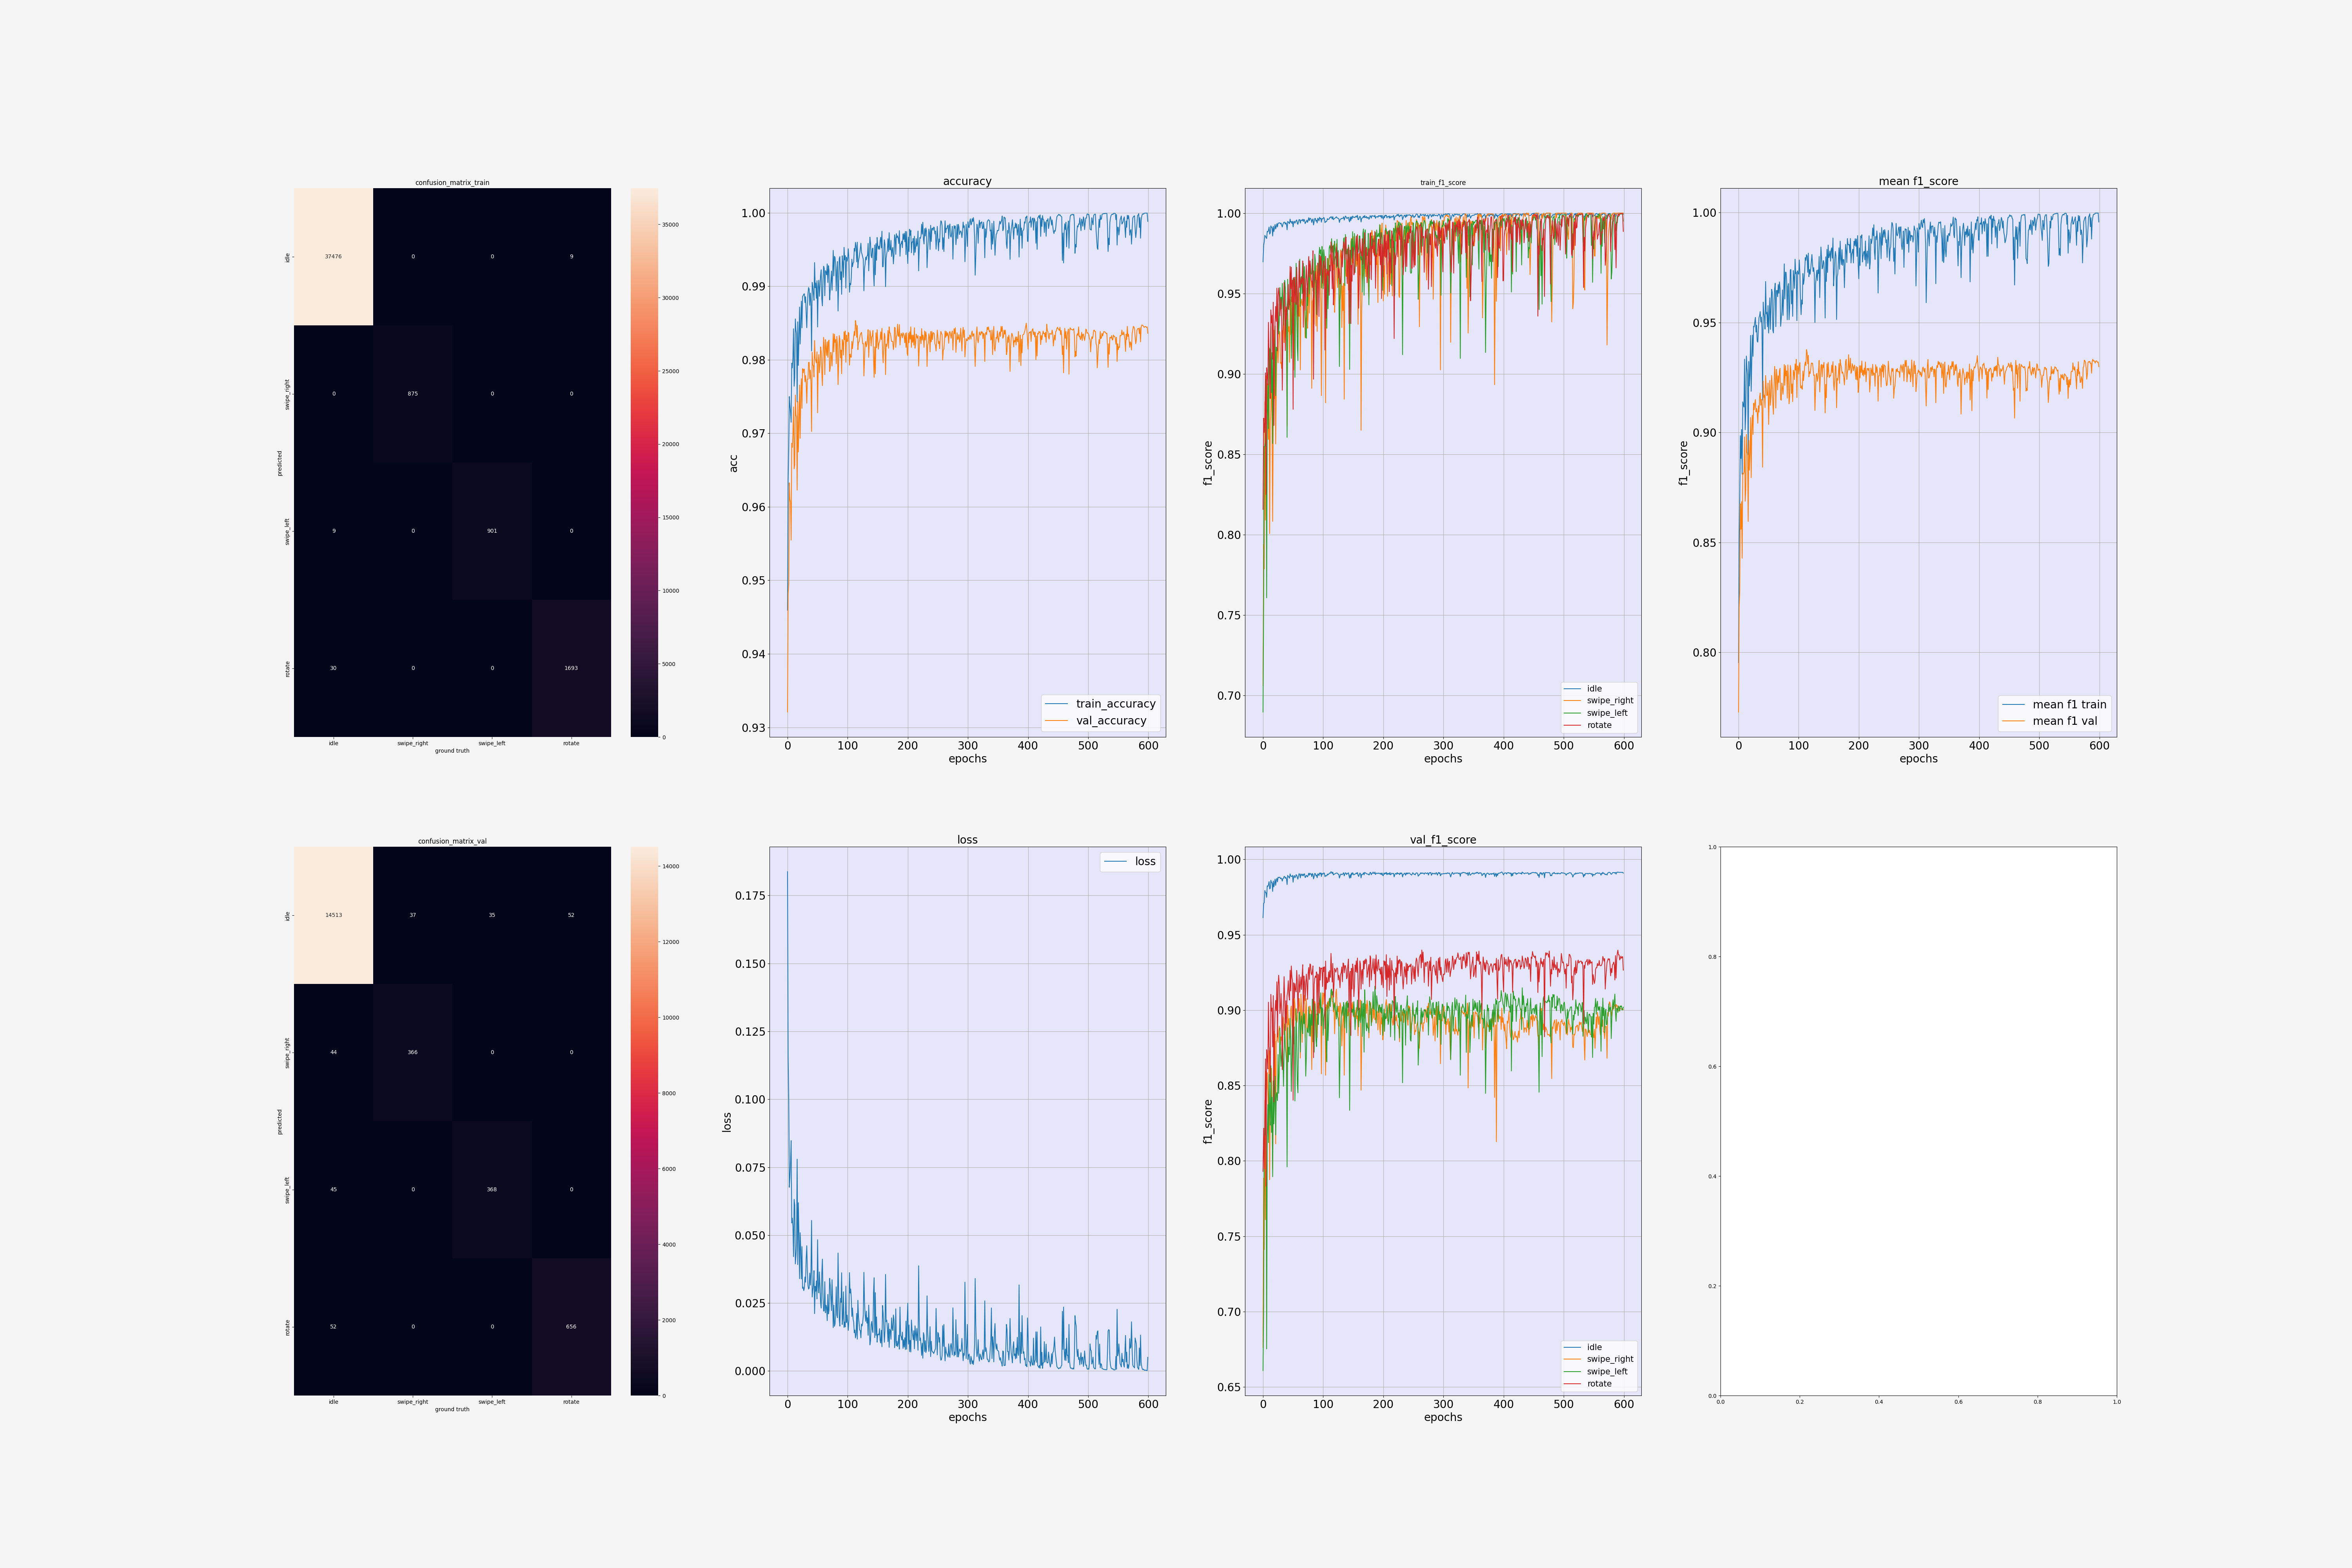 confusion_matrix_train
idle
swipe_right
swipe_left
rotate
predicted
37476 0 0 9
0 875 0 0
9 0 901 0
30 0 0 1693
idle swipe_right swipe_left rotate
ground truth
35000
30000
25000
20000
15000
10000
5000
0
accuracy
acc
1.00
0.99
0.98
0.97
0.96
0.95
0.94
0.93
train_accuracy
val_accuracy
0 100 200 300 400 500 600
epochs
train_f1_score
f1_score
1.00
0.95
0.90
0.85
0.80
0.75
0.70
idle
swipe_right
swipe_left
rotate
0 100 200 300 400 500 600
epochs
mean f1_score
f1_score
1.00
0.95
0.90
0.85
0.80
mean f1 train
mean f1 val
0 100 200 300 400 500 600
epochs
confusion_matrix_val
idle
swipe_right
swipe_left
rotate
predicted
14513 37 35 52
44 366 0 0
45 0 368 0
52 0 0 656
idle swipe_right swipe_left rotate
ground truth
14000
12000
10000
8000
6000
4000
2000
0
loss
loss
loss
0.175
0.150
0.125
0.100
0.075
0.050
0.025
0.000
0 100 200 300 400 500 600
epochs
val_f1_score
f1_score
1.00
0.95
0.90
0.85
0.80
0.75
0.70
0.65
idle
swipe_right
swipe_left
rotate
0 100 200 300 400 500 600
epochs
1.0
0.8
0.6
0.4
0.2
0.0
0.0 0.2 0.4 0.6 0.8 1.0